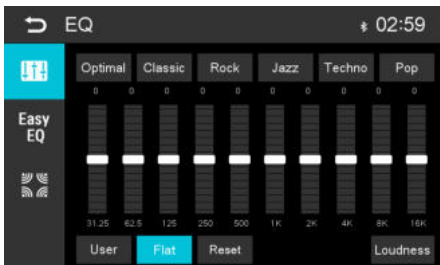 EQ 02:59
Optimal Classic Rock Jazz Techno Pop
0 0 0 0 0 0 0 0 0 0
Easy
EQ
31.25 62.5 125 250 500 1K 2K 4K 8K 16K
User Flat Reset Loudness